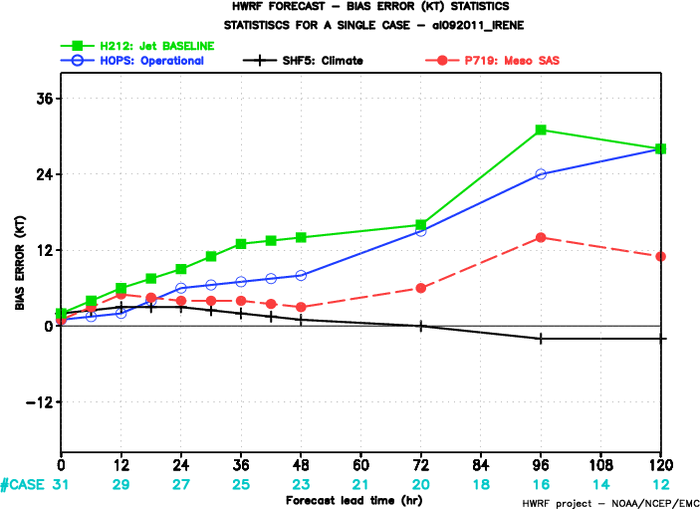 HWRF FORECAST – BIAS ERROR (KT) STATISTICS
STATISTISCS FOR A SINGLE CASE – al092011_IRENE
H212: Jet BASELINE
HOPS: Operational SHF5: Climate P719: Meso SAS
36
24
12
0
−12
BIAS ERROR (KT)
0 12 24 36 48 60 72 84 96 108 120
#CASE 31 29 27 25 23 21 20 18 16 14 12
Forecast lead time (hr)
HWRF project – NOAA/NCEP/EMC